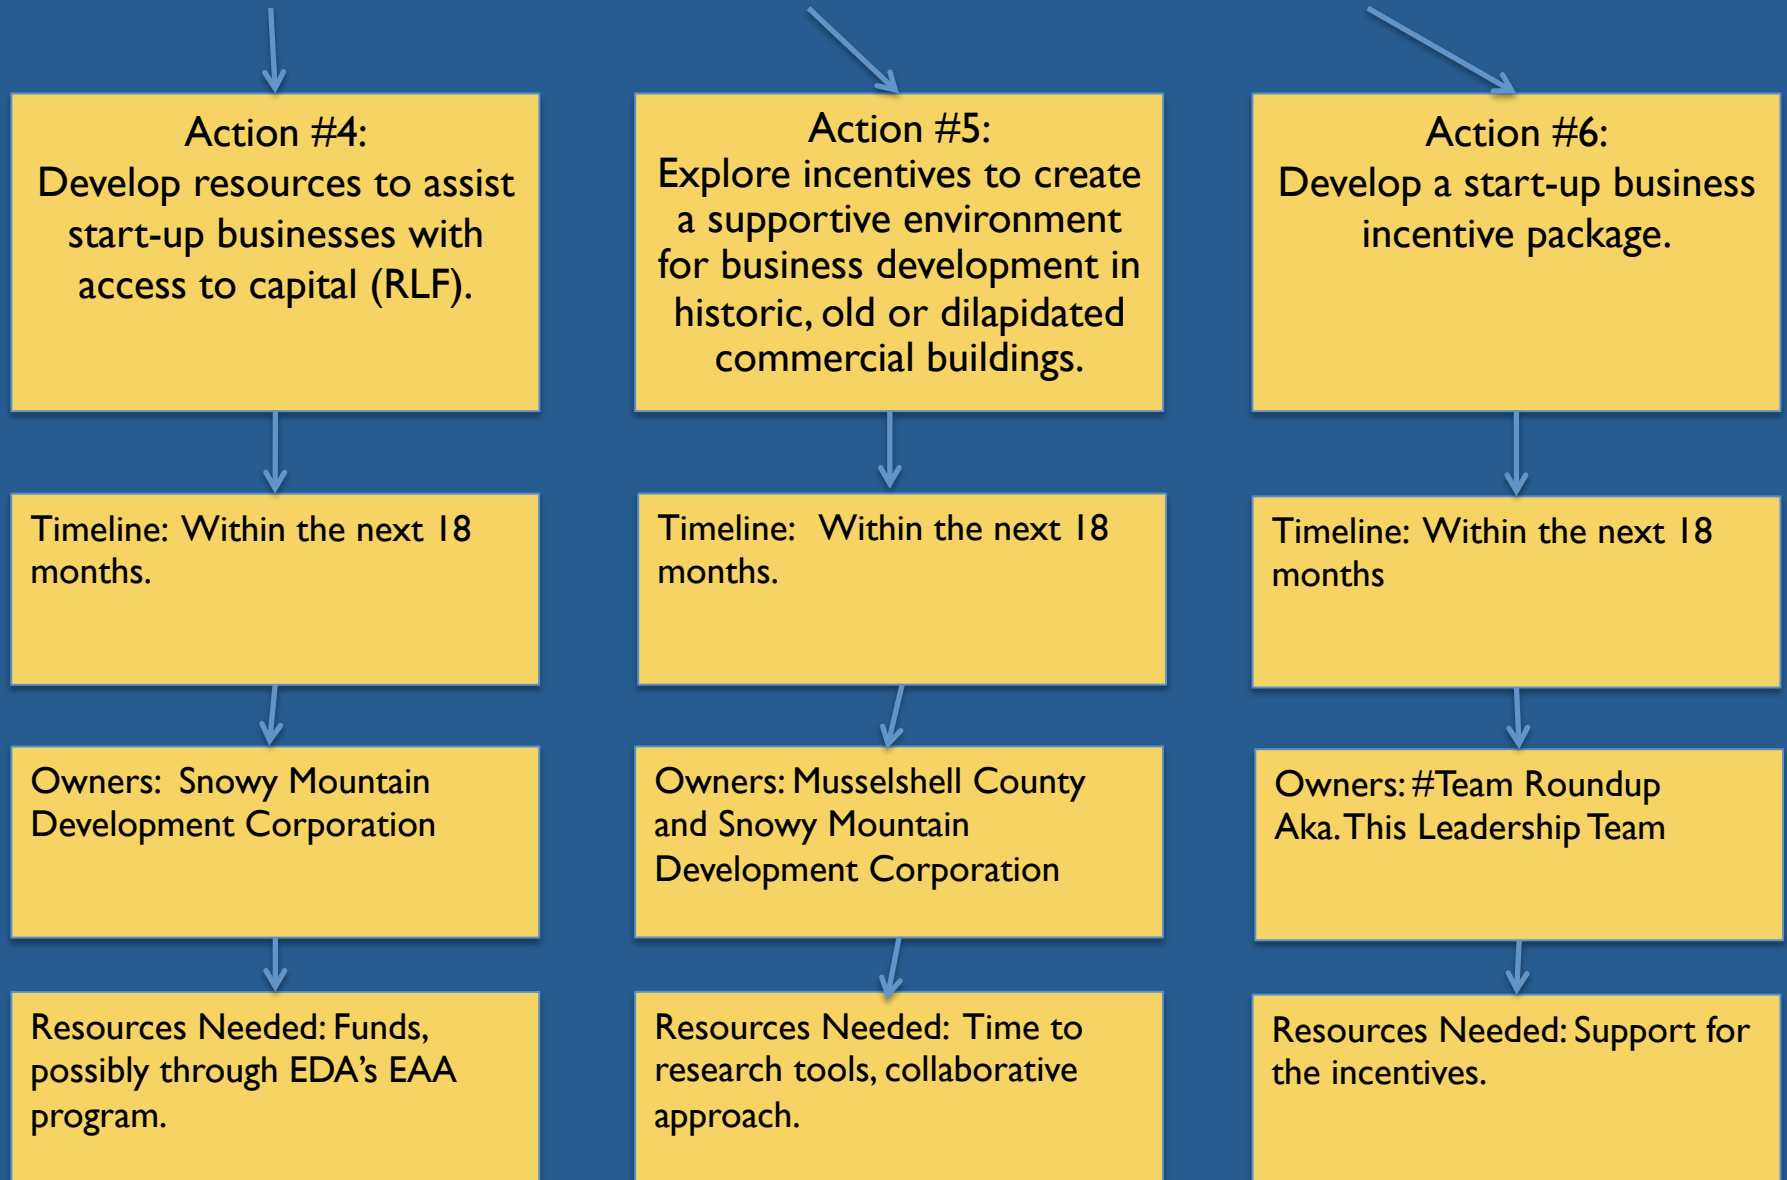 Action #4:
Develop resources to assist
start-up businesses with
access to capital (RLF).
Timeline: Within the next 18
months.
Owners: Snowy Mountain
Development Corporation
Resources Needed: Funds,
possibly through EDA’s EAA
program.
Action #5:
Explore incentives to create
a supportive environment
for business development in
historic, old or dilapidated
commercial buildings.
Timeline: Within the next 18
months.
Owners: Musselshell County
and Snowy Mountain
Development Corporation
Resources Needed: Time to
research tools, collaborative
approach.
Action #6:
Develop a start-up business
incentive package.
Timeline: Within the next 18
months
Owners: #Team Roundup
Aka. This Leadership Team
Resources Needed: Support for
the incentives.